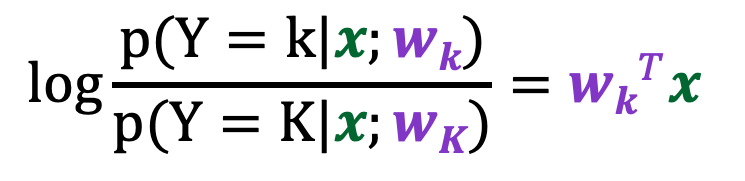 log p(Y = k|x; w_k) / p(Y = K|x; w_K) = w_k^T x